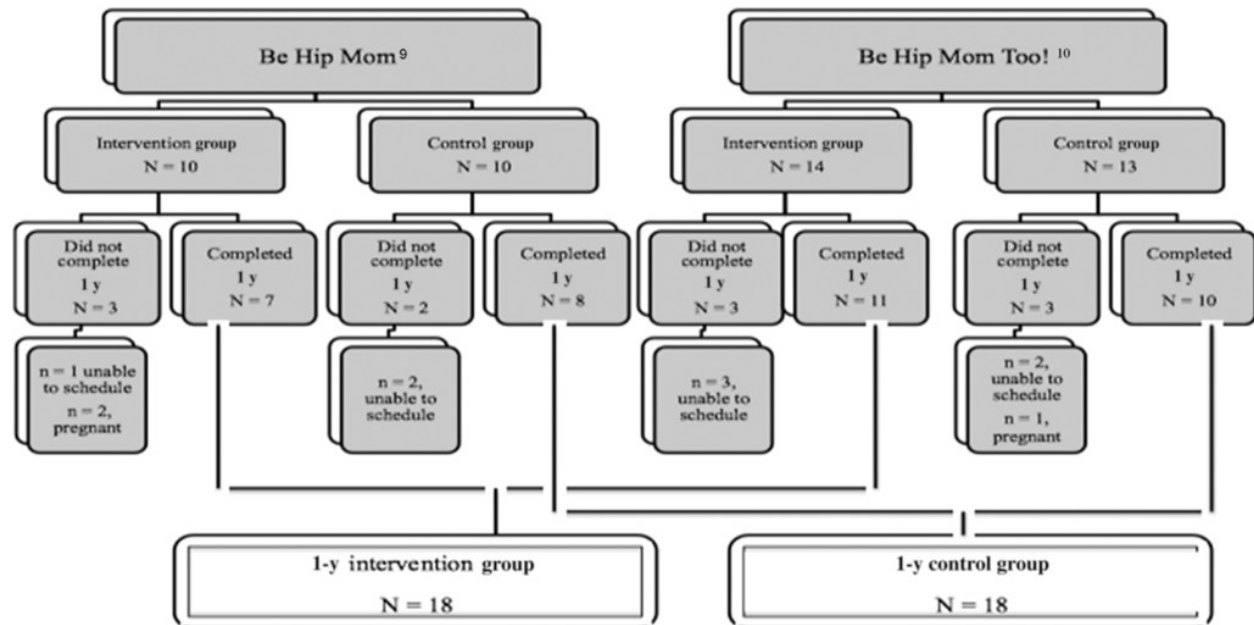 Be Hip Mom 9
Be Hip Mom Too! 10
Intervention group
N = 10
Control group
N = 10
Intervention group
N = 14
Control group
N = 13
Did not
complete
1 y
N = 3
Completed
1 y
N = 7
Did not
complete
1 y
N = 2
Completed
1 y
N = 8
Did not
complete
1 y
N = 3
Completed
1 y
N = 11
Did not
complete
1 y
N = 3
Completed
1 y
N = 10
n = 1 unable
to schedule
n = 2,
pregnant
n = 2,
unable to
schedule
n = 3,
unable to
schedule
n = 2,
unable to
schedule
n = 1,
pregnant
1-y intervention group
N = 18
1-y control group
N = 18